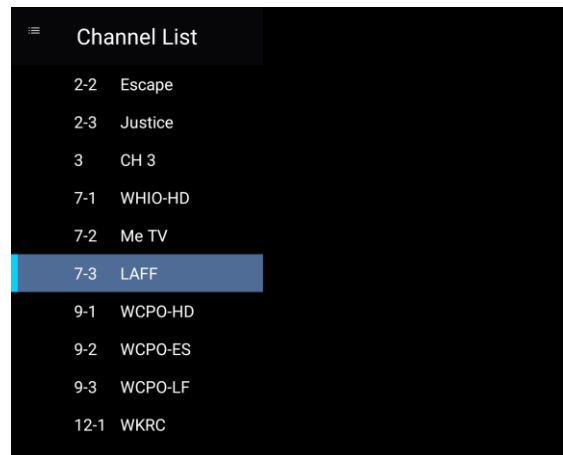 Channel List
2-2 Escape
2-3 Justice
3 CH 3
7-1 WHIO-HD
7-2 Me TV
7-3 LAFF
9-1 WCPO-HD
9-2 WCPO-ES
9-3 WCPO-LF
12-1 WKRC